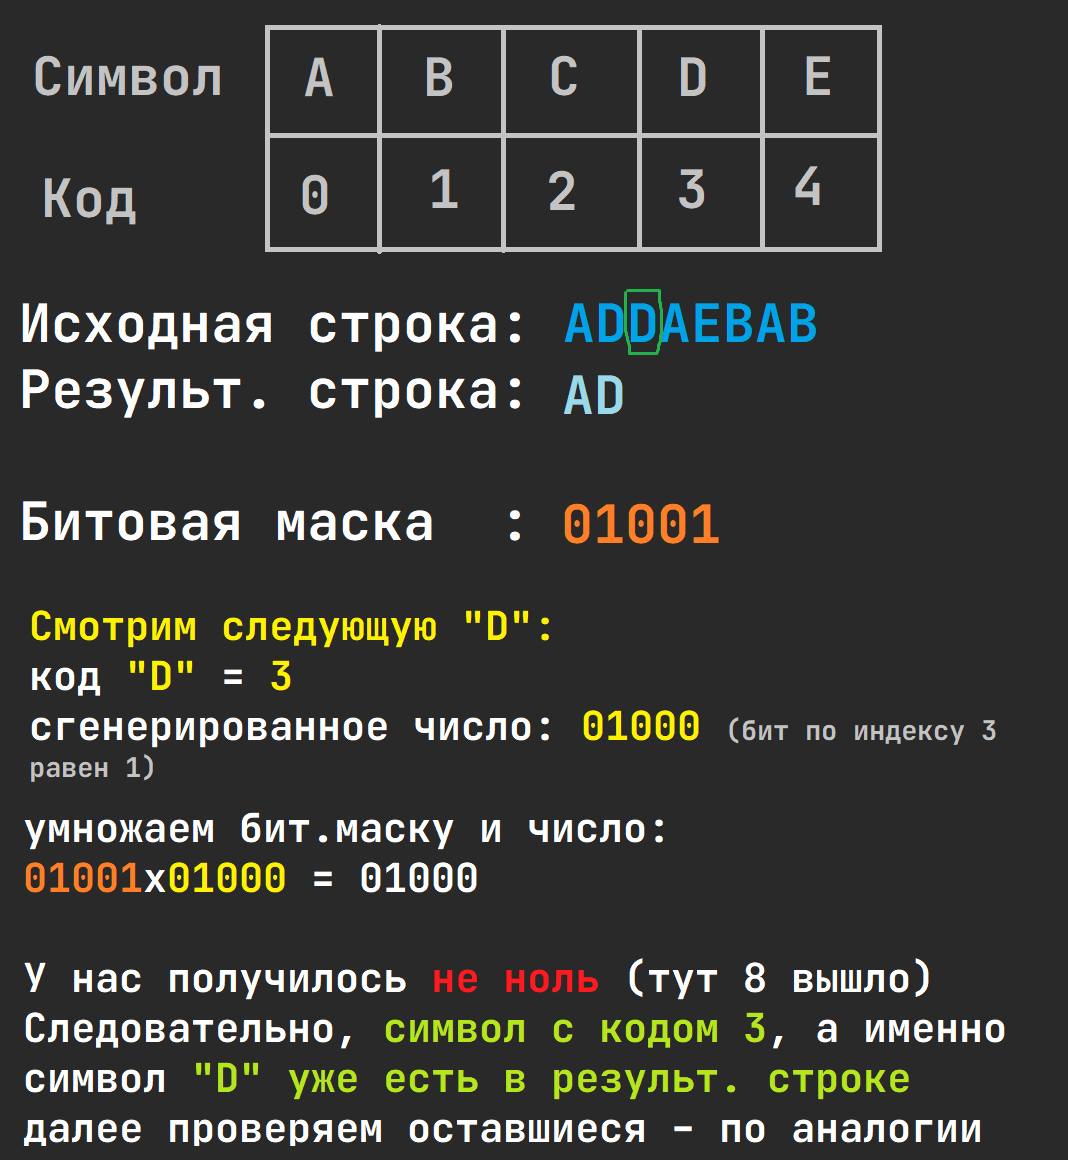 Символ A B C D E
Код 0 1 2 3 4
Исходная строка: ADDAEBAB
Результ. строка: AD
Битовая маска : 01001
Смотрим следующую "D":
код "D" = 3
сгенерированное число: 01000 (бит по индексу 3
равен 1)
умножаем бит.маску и число:
01001x01000 = 01000
У нас получилось не ноль (тут 8 вышло)
Следовательно, символ с кодом 3, а именно
символ "D" уже есть в результ. строке
далее проверяем оставшиеся - по аналогии